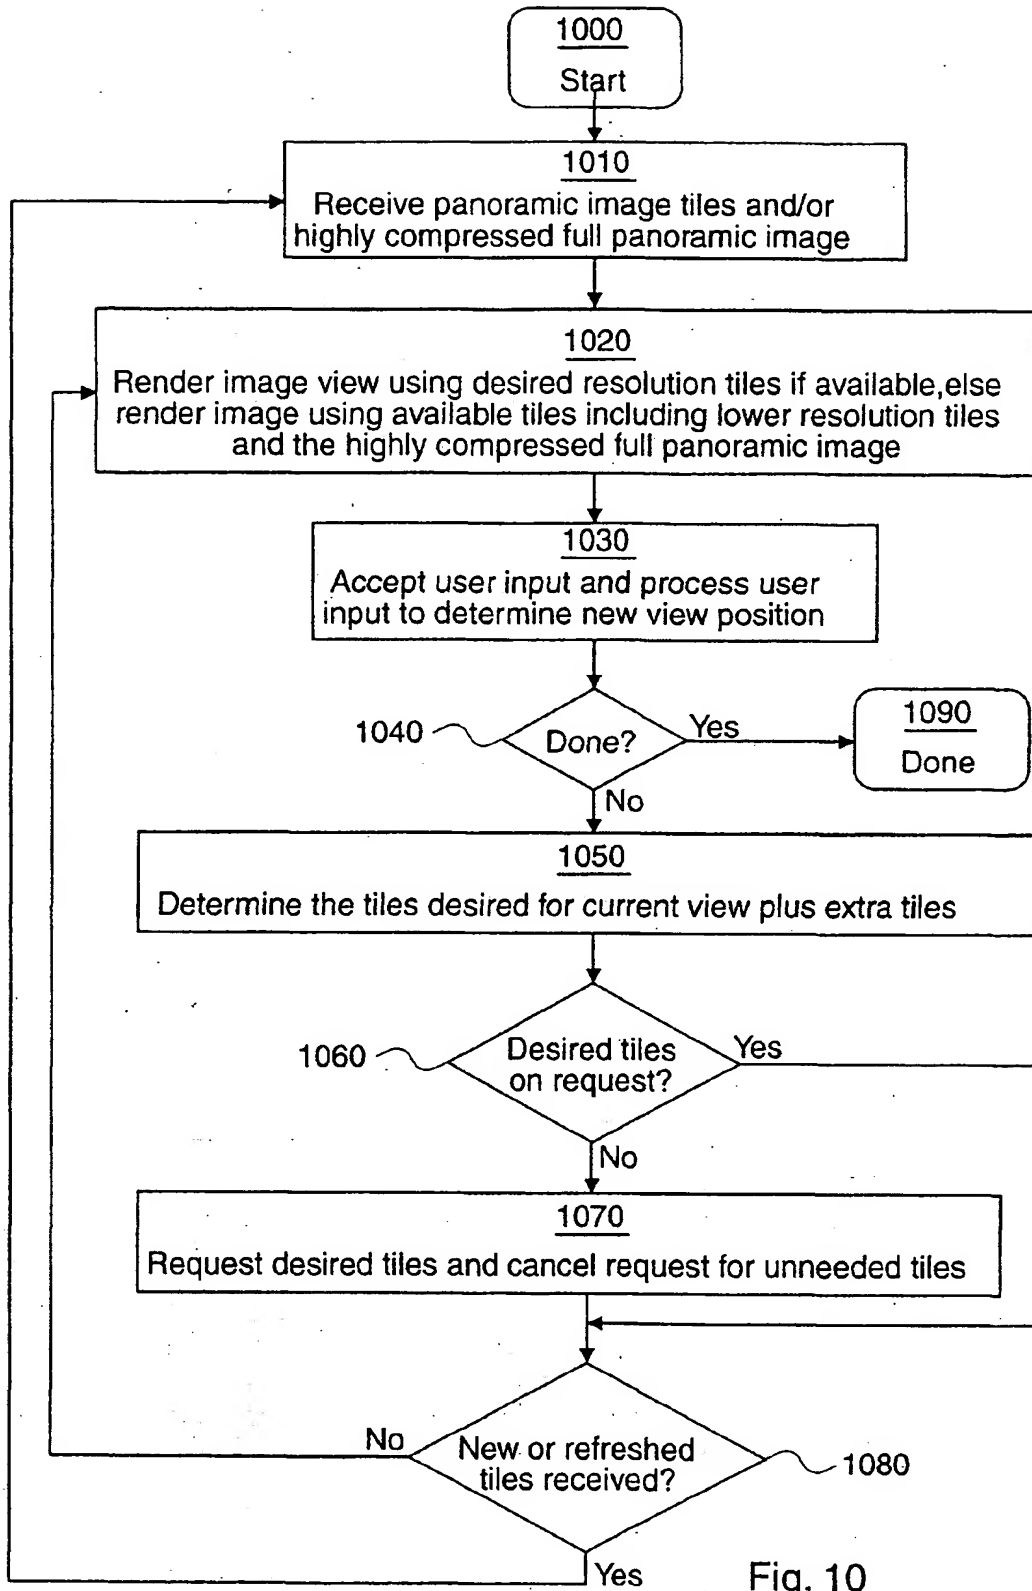 1000
Start
1010
Receive panoramic image tiles and/or
highly compressed full panoramic image
1020
Render image view using desired resolution tiles if available,else
render image using available tiles including lower resolution tiles
and the highly compressed full panoramic image
1030
Accept user input and process user
input to determine new view position
1040
Done?
Yes
1090
Done
No
1050
Determine the tiles desired for current view plus extra tiles
1060
Desired tiles
on request?
Yes
No
1070
Request desired tiles and cancel request for unneeded tiles
No
New or refreshed
tiles received?
1080
Yes
Fig. 10